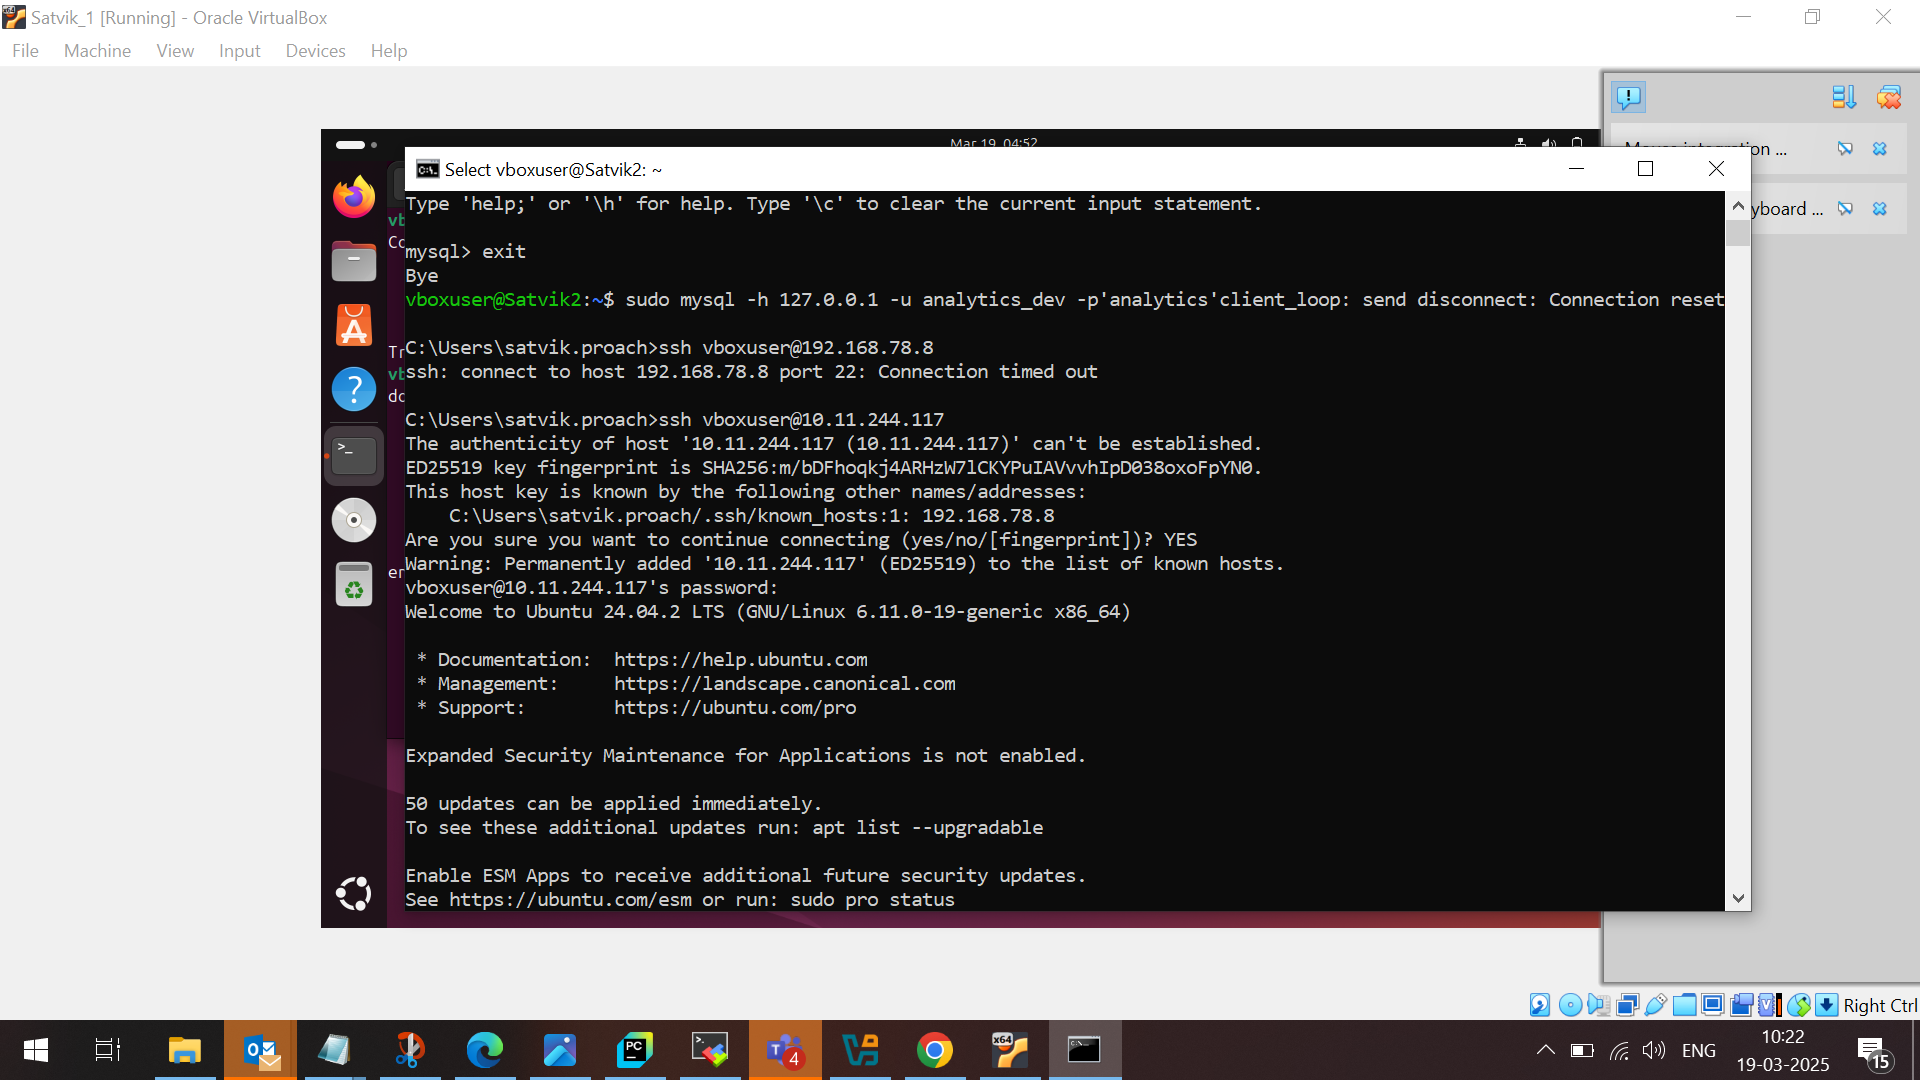 Satvik_1 [Running] - Oracle VirtualBox
File Machine View Input Devices Help
Mar 19 04:52
Mouse integration ...
yboard ...
Select vboxuser@Satvik2: ~
Type 'help;' or '\h' for help. Type '\c' to clear the current input statement.
mysql> exit
Bye
vboxuser@Satvik2:~$ sudo mysql -h 127.0.0.1 -u analytics_dev -p'analytics'client_loop: send disconnect: Connection reset
C:\Users\satvik.proach>ssh vboxuser@192.168.78.8
ssh: connect to host 192.168.78.8 port 22: Connection timed out
C:\Users\satvik.proach>ssh vboxuser@10.11.244.117
The authenticity of host '10.11.244.117 (10.11.244.117)' can't be established.
ED25519 key fingerprint is SHA256:m/bDFhoqkj4ARHzW7lCKYPuIAVvvhIpD038oxoFpYN0.
This host key is known by the following other names/addresses:
C:\Users\satvik.proach/.ssh/known_hosts:1: 192.168.78.8
Are you sure you want to continue connecting (yes/no/[fingerprint])? YES
Warning: Permanently added '10.11.244.117' (ED25519) to the list of known hosts.
vboxuser@10.11.244.117's password:
Welcome to Ubuntu 24.04.2 LTS (GNU/Linux 6.11.0-19-generic x86_64)
* Documentation: https://help.ubuntu.com
* Management: https://landscape.canonical.com
* Support: https://ubuntu.com/pro
Expanded Security Maintenance for Applications is not enabled.
50 updates can be applied immediately.
To see these additional updates run: apt list --upgradable
Enable ESM Apps to receive additional future security updates.
See https://ubuntu.com/esm or run: sudo pro status
vb
Co
Tr
vb
do
er
Right Ctrl
4
ENG
10:22
19-03-2025
15